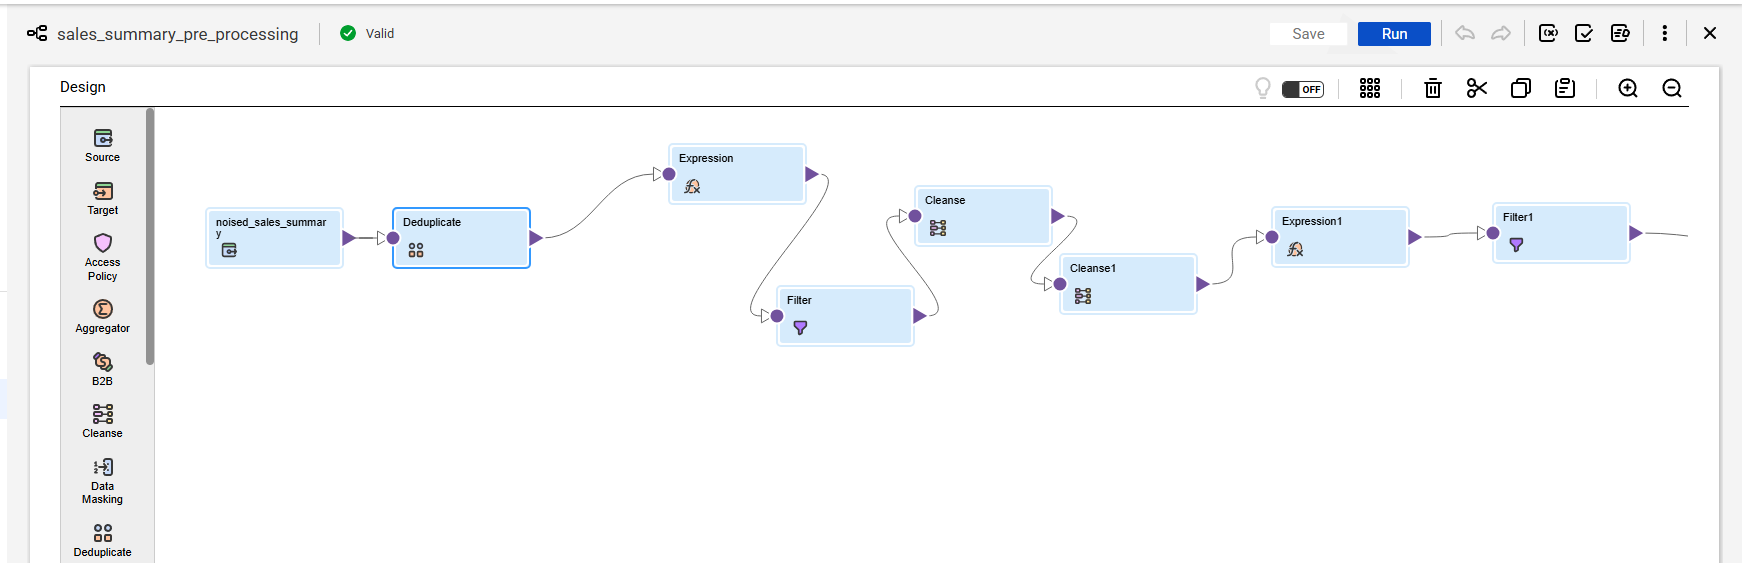 sales_summary_pre_processing
Valid
Save
Run
Design
OFF
Source
Target
Access
Policy
Aggregator
B2B
Cleanse
Data
Masking
Deduplicate
noised_sales_summar
y
Deduplicate
Expression
Filter
Cleanse
Cleanse1
Expression1
Filter1